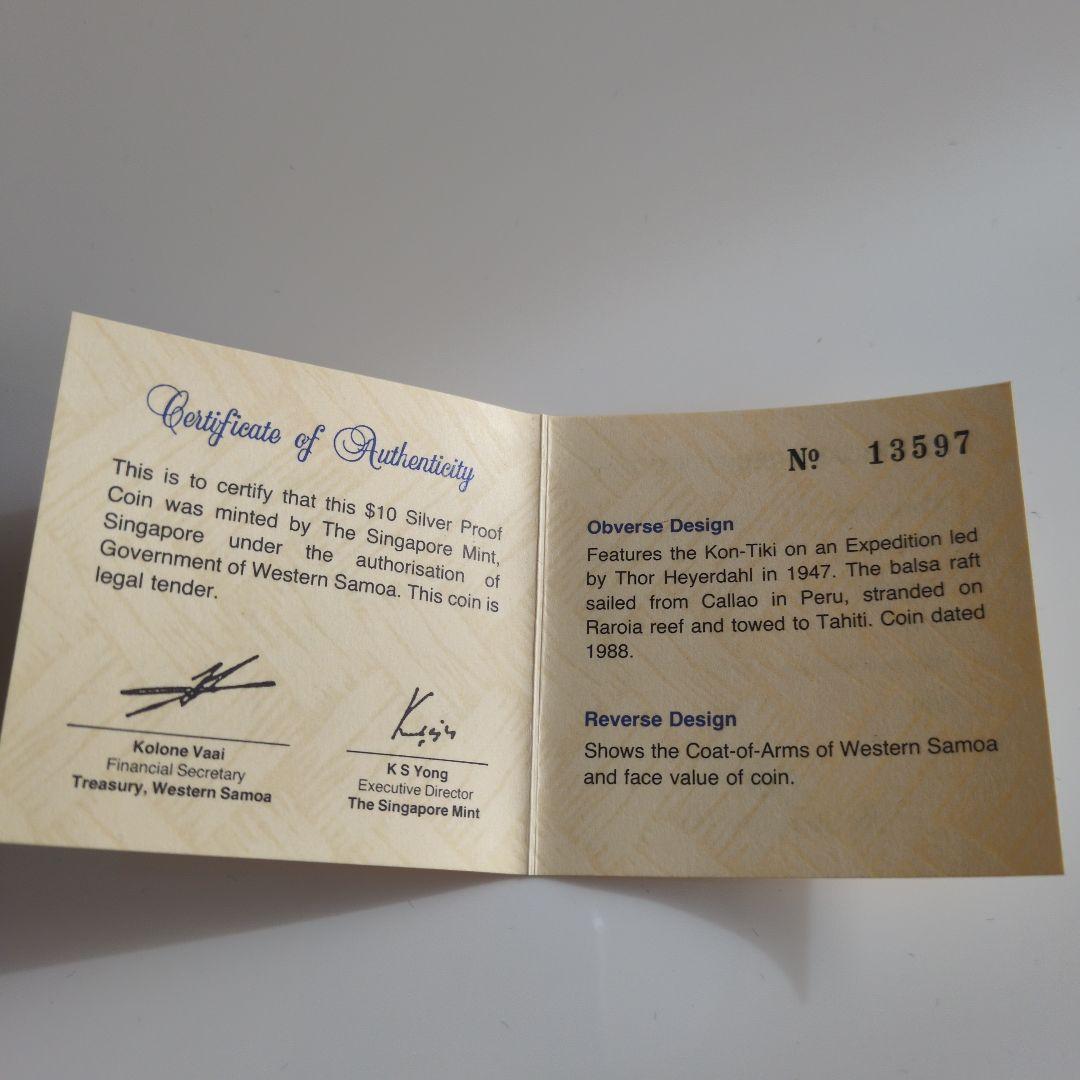 Certificate of Authenticity
This is to certify that this $10 Silver Proof
Coin was minted by The Singapore Mint,
Singapore under the authorisation of
Government of Western Samoa. This coin is
legal tender.
Kolone Vaai
Financial Secretary
Treasury, Western Samoa
K S Yong
Executive Director
The Singapore Mint
Nº 13597
Obverse Design
Features the Kon-Tiki on an Expedition led
by Thor Heyerdahl in 1947. The balsa raft
sailed from Callao in Peru, stranded on
Raroia reef and towed to Tahiti. Coin dated
1988.
Reverse Design
Shows the Coat-of-Arms of Western Samoa
and face value of coin.